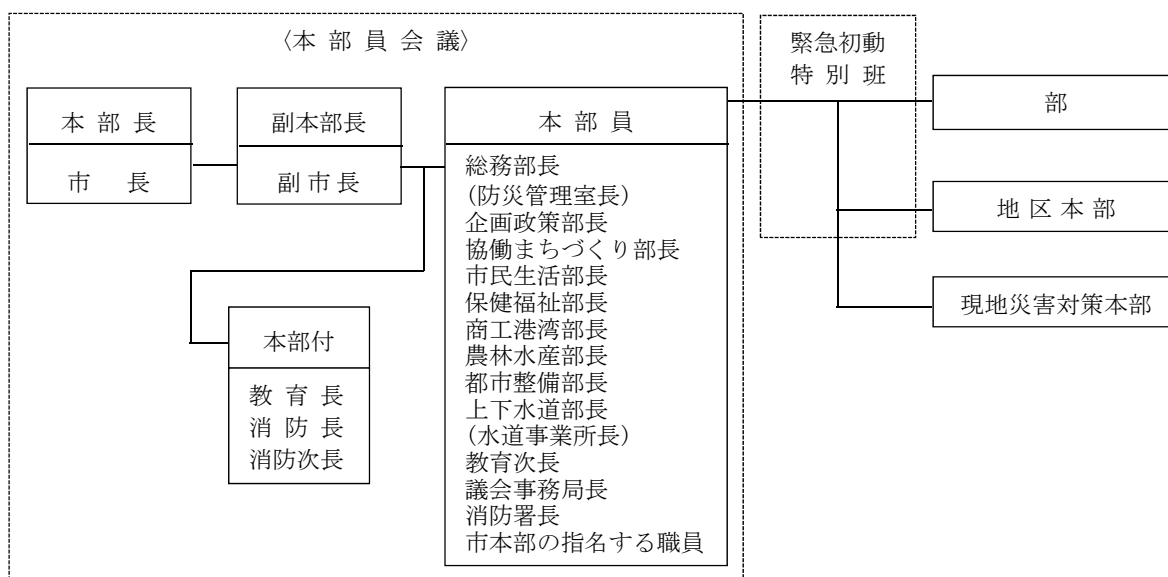 〈本 部 員 会 議〉
本 部 長
市 長
副本部長
副 市 長
本部付
教 育 長
消 防 長
消防次長
本 部 員
総務部長
(防災管理室長)
企画政策部長
協働まちづくり部長
市民生活部長
保健福祉部長
商工港湾部長
農林水産部長
都市整備部長
上下水道部長
(水道事業所長)
教育次長
議会事務局長
消防署長
市本部の指名する職員
緊急初動
特 別 班
部
地 区 本 部
現地災害対策本部